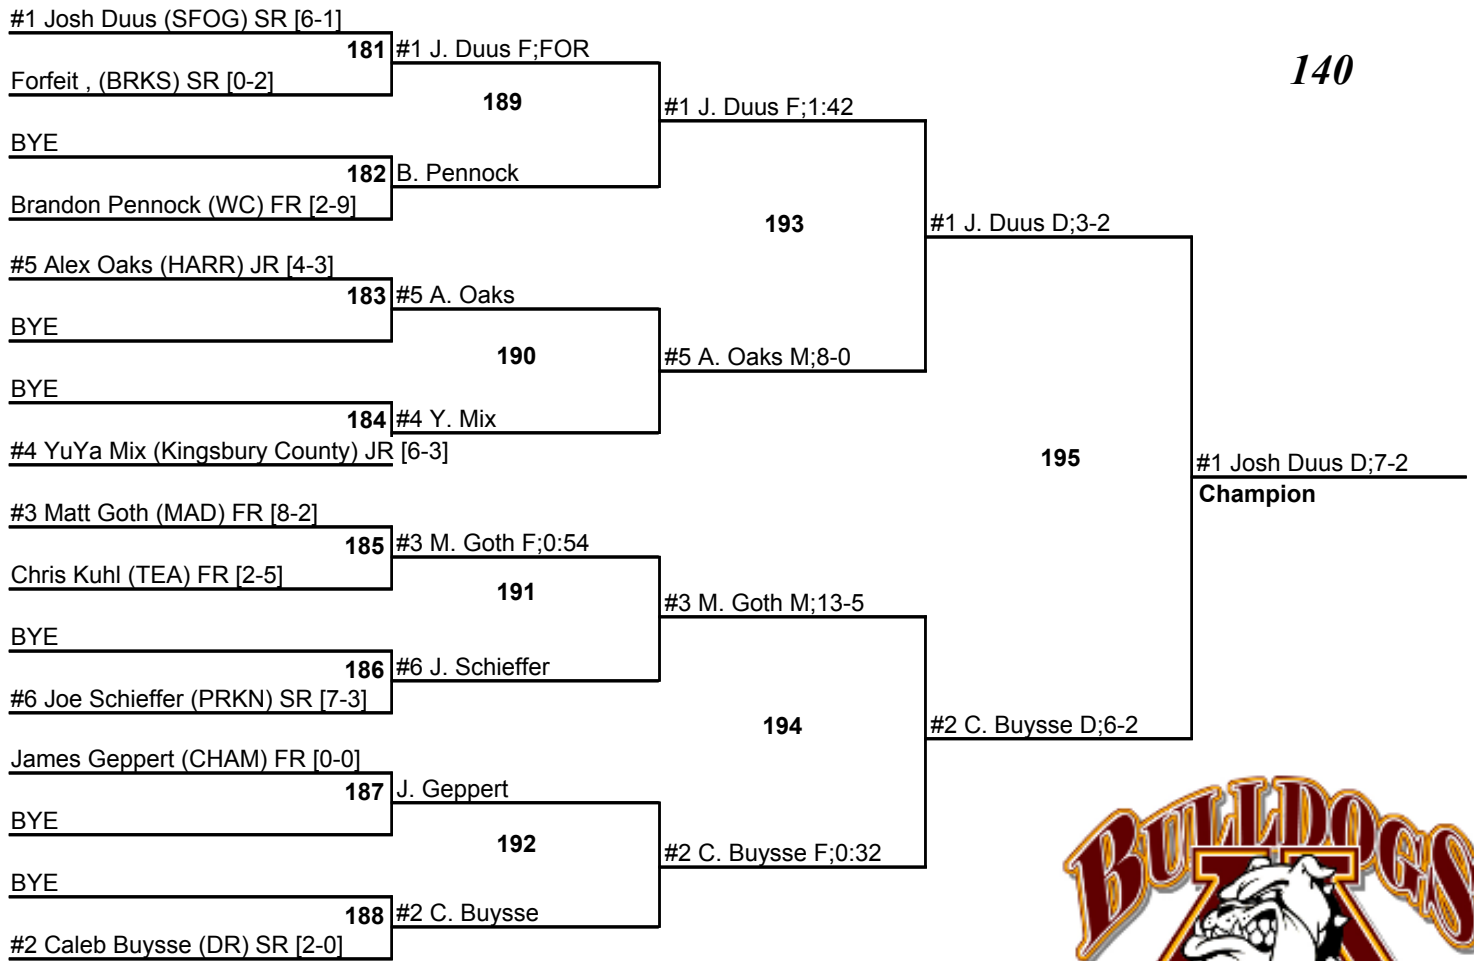 #1 Josh Duus (SFOG) SR [6-1]
181 #1 J. Duus F;FOR
140
Forfeit , (BRKS) SR [0-2]
189
#1 J. Duus F;1:42
BYE
182 B. Pennock
Brandon Pennock (WC) FR [2-9]
193
#1 J. Duus D;3-2
#5 Alex Oaks (HARR) JR [4-3]
183 #5 A. Oaks
BYE
190
#5 A. Oaks M;8-0
BYE
184 #4 Y. Mix
#4 YuYa Mix (Kingsbury County) JR [6-3]
195
#1 Josh Duus D;7-2
Champion
#3 Matt Goth (MAD) FR [8-2]
185 #3 M. Goth F;0:54
Chris Kuhl (TEA) FR [2-5]
191
#3 M. Goth M;13-5
BYE
186 #6 J. Schieffer
#6 Joe Schieffer (PRKN) SR [7-3]
194
#2 C. Buysse D;6-2
James Geppert (CHAM) FR [0-0]
187 J. Geppert
BYE
192
#2 C. Buysse F;0:32
BYE
188 #2 C. Buysse
#2 Caleb Buysse (DR) SR [2-0]
BULLDOGS